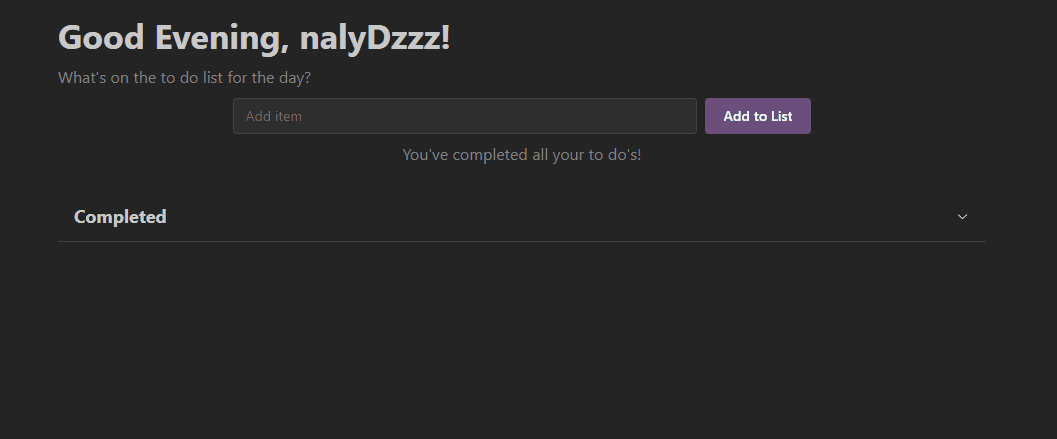 Good Evening, nalyDzzz!
What's on the to do list for the day?
Add item
Add to List
You've completed all your to do's!
Completed